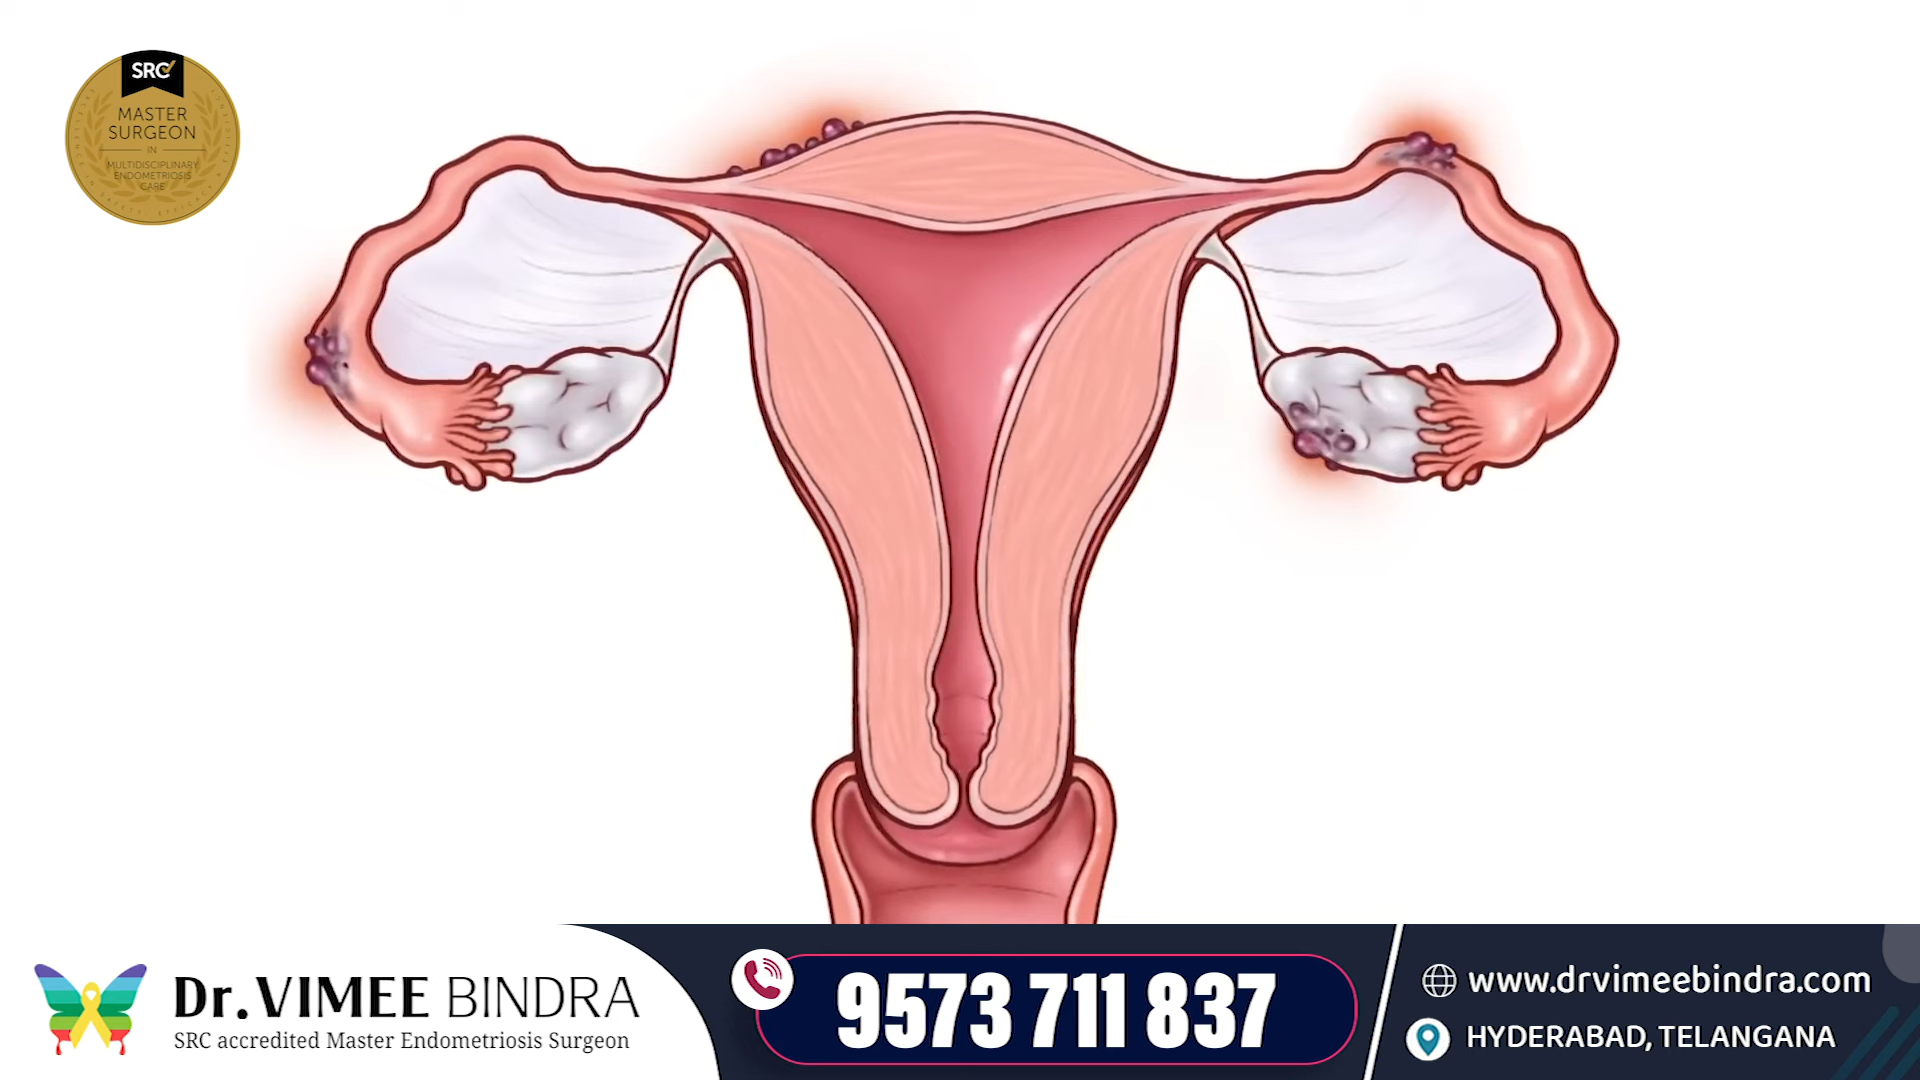 SRC
MASTER
SURGEON
IN
MULTIDISCIPLINARY
ENDOMETRIOSIS
CARE
Dr. VIMEE BINDRA
SRC accredited Master Endometriosis Surgeon
9573 711 837
www.drvimeebindra.com
HYDERABAD, TELANGANA